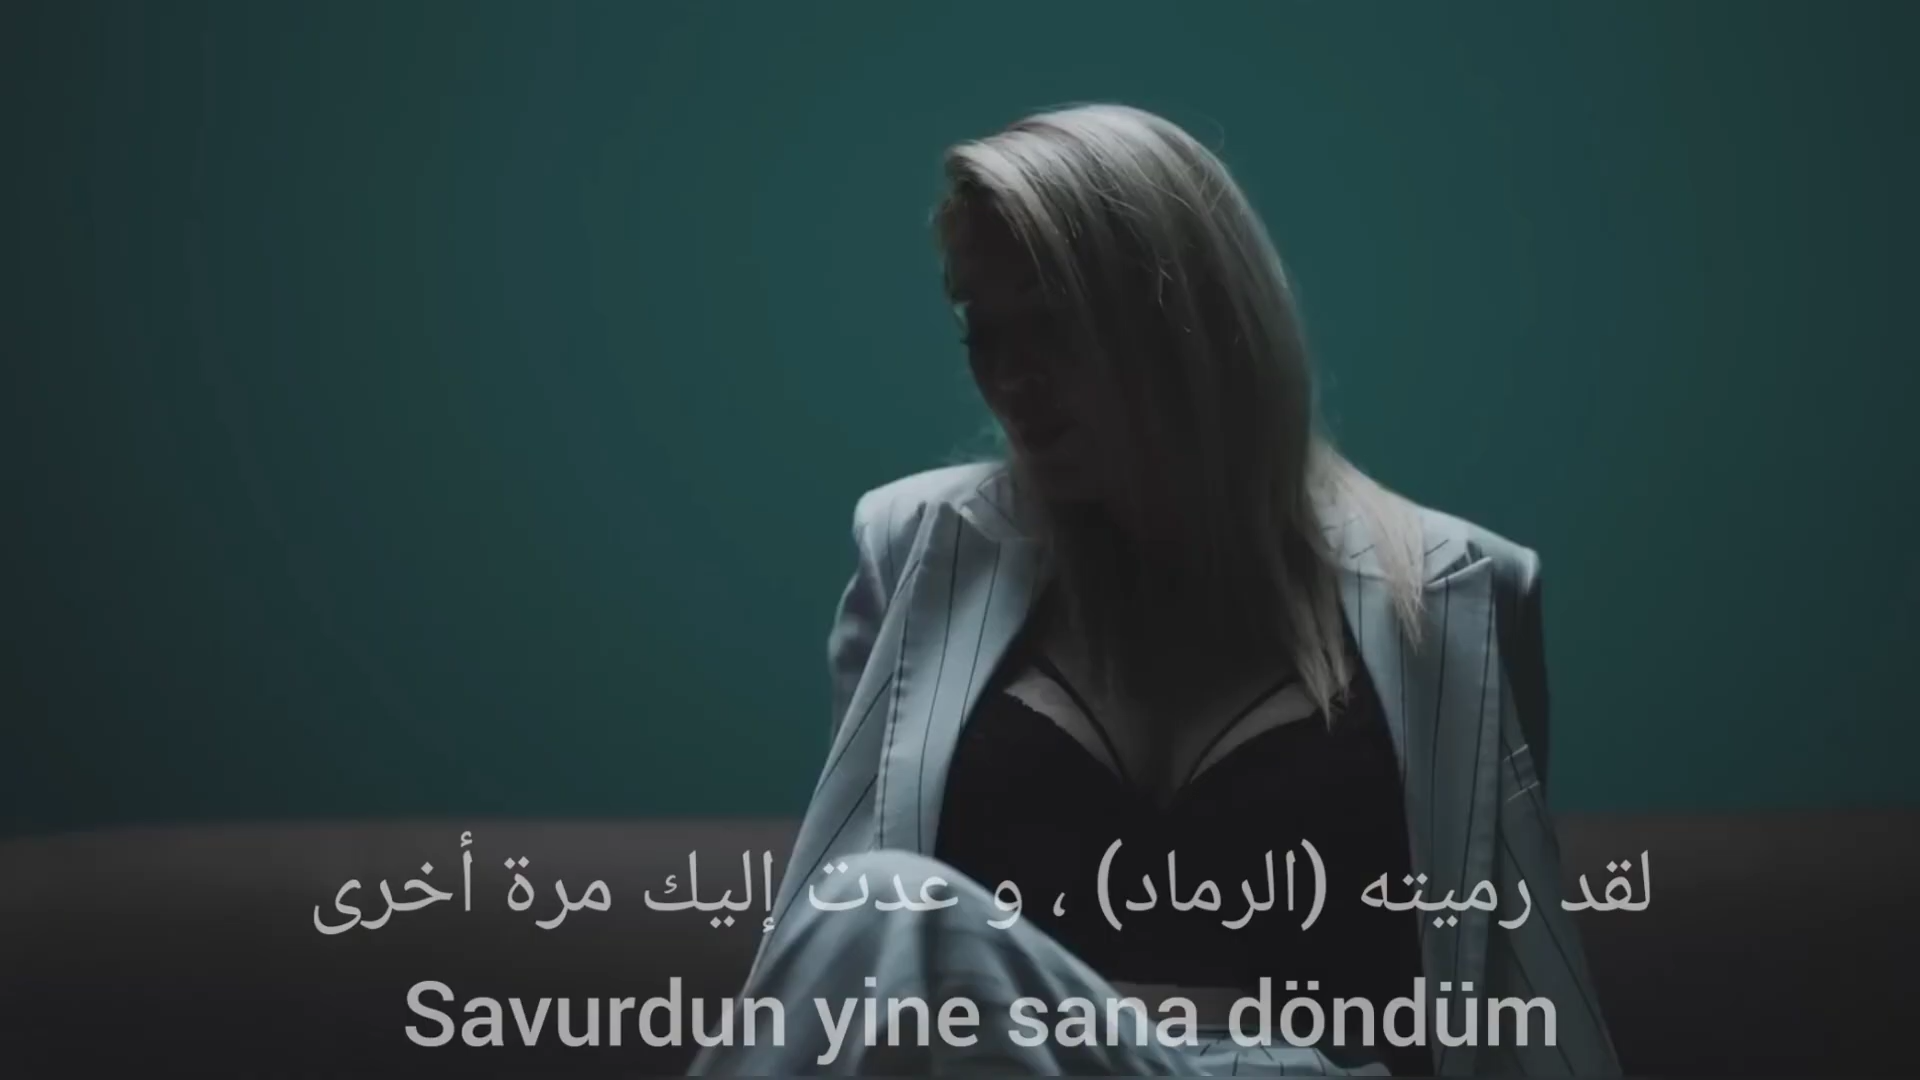 لقد رميته (الرماد) ، و عدت إليك مرة أخرى
Savurdun yine sana döndüm